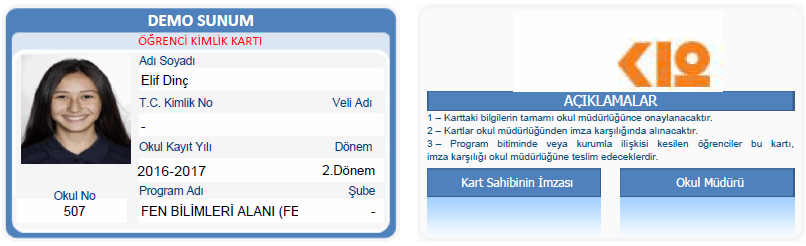 DEMO SUNUM
ÖĞRENCİ KİMLİK KARTI
Adı Soyadı
Elif Dinç
T.C. Kimlik No Veli Adı
-
Okul Kayıt Yılı Dönem
2016-2017 2.Dönem
Okul No Program Adı Şube
507 FEN BİLİMLERİ ALANI (FE -
AÇIKLAMALAR
1 – Karttaki bilgilerin tamamı okul müdürlüğünce onaylanacaktır.
2 – Kartlar okul müdürlüğünden imza karşılığında alınacaktır.
3 – Program bitiminde veya kurumla ilişkisi kesilen öğrenciler bu kartı,
imza karşılığı okul müdürlüğüne teslim edeceklerdir.
Kart Sahibinin İmzası Okul Müdürü